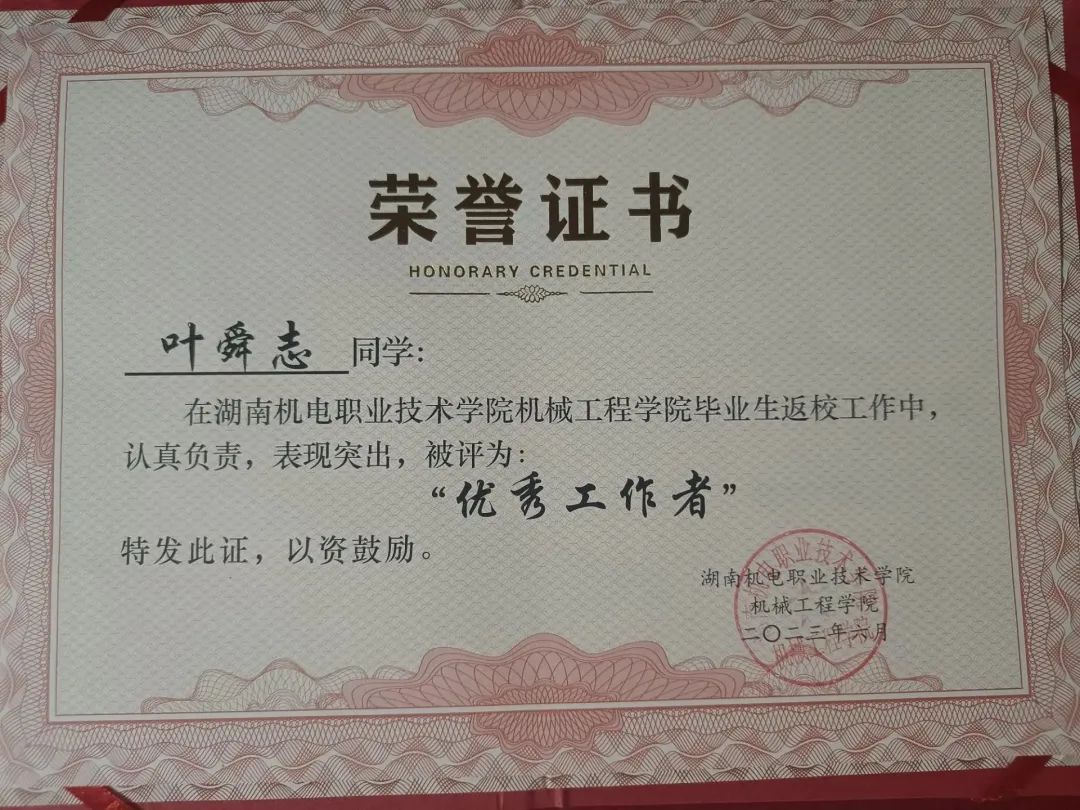 荣誉证书
HONORARY CREDENTIAL
叶舜志 同学：
在湖南机电职业技术学院机械工程学院毕业生返校工作中，
认真负责，表现突出，被评为：
“优秀工作者”
特发此证，以资鼓励。
湖南机电职业技术学院
机械工程学院
二〇二三年六月